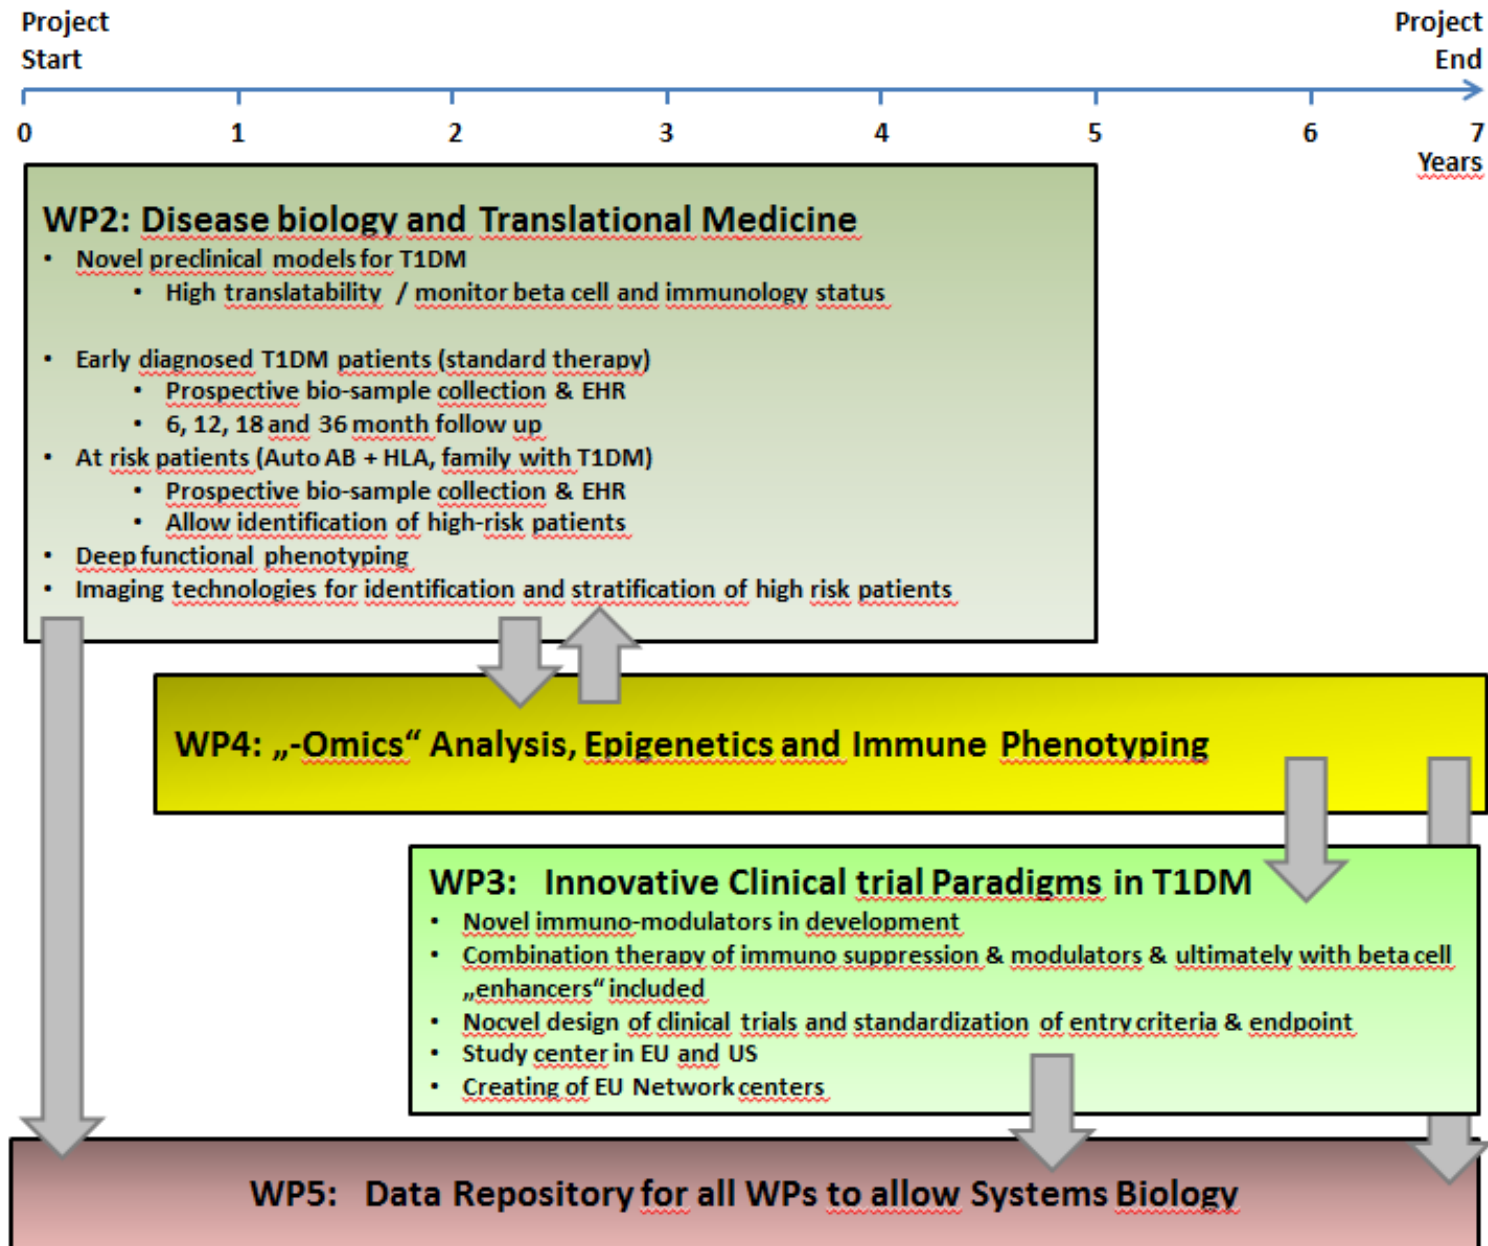 Project Start
Project End
0 1 2 3 4 5 6 7
Years
WP2: Disease biology and Translational Medicine
• Novel preclinical models for T1DM
• High translatability / monitor beta cell and immunology status
• Early diagnosed T1DM patients (standard therapy)
• Prospective bio-sample collection & EHR
• 6, 12, 18 and 36 month follow up
• At risk patients (Auto AB + HLA, family with T1DM)
• Prospective bio-sample collection & EHR
• Allow identification of high-risk patients
• Deep functional phenotyping
• Imaging technologies for identification and stratification of high risk patients
WP4: „-Omics“ Analysis, Epigenetics and Immune Phenotyping
WP3: Innovative Clinical trial Paradigms in T1DM
• Novel immuno-modulators in development
• Combination therapy of immuno suppression & modulators & ultimately with beta cell
„enhancers“ included
• Nocvel design of clinical trials and standardization of entry criteria & endpoint
• Study center in EU and US
• Creating of EU Network centers
WP5: Data Repository for all WPs to allow Systems Biology